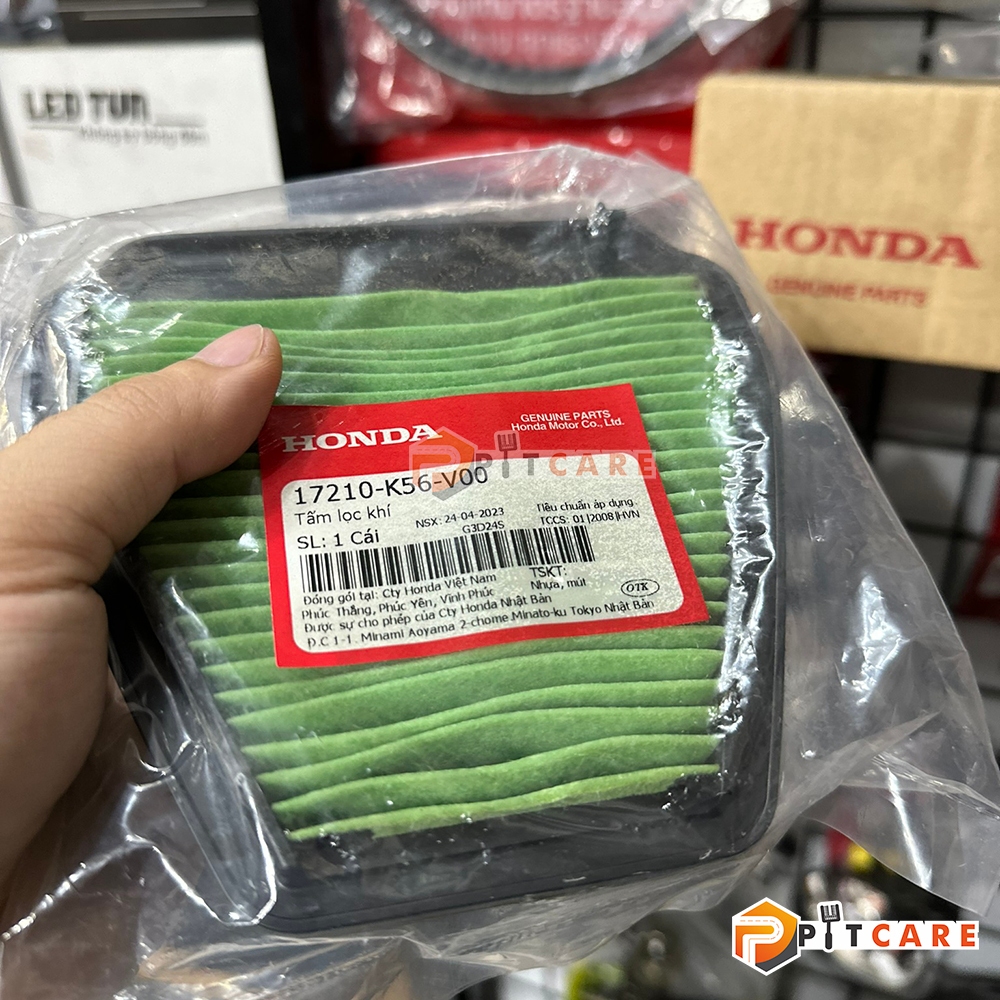 LED TUR
HONDA
GENUINE PARTS
HONDA
GENUINE PARTS
Honda Motor Co., Ltd.
PITCARE
17210-K56-V00
Tấm lọc khí
NSX: 24-04-2023
Tiêu chuẩn áp dụng
SL: 1 Cái
G3D24S
TCCS: 01|2008|HVN
TSKT:
Nhựa, mút
Đóng gói tại: Cty Honda Việt Nam
Phúc Thắng, Phúc Yên, Vĩnh Phúc
OTK
Được sự cho phép của Cty Honda Nhật Bản
Đ.C 1-1. Minami Aoyama 2-chome Minato-ku Tokyo Nhật Bản
PITCARE